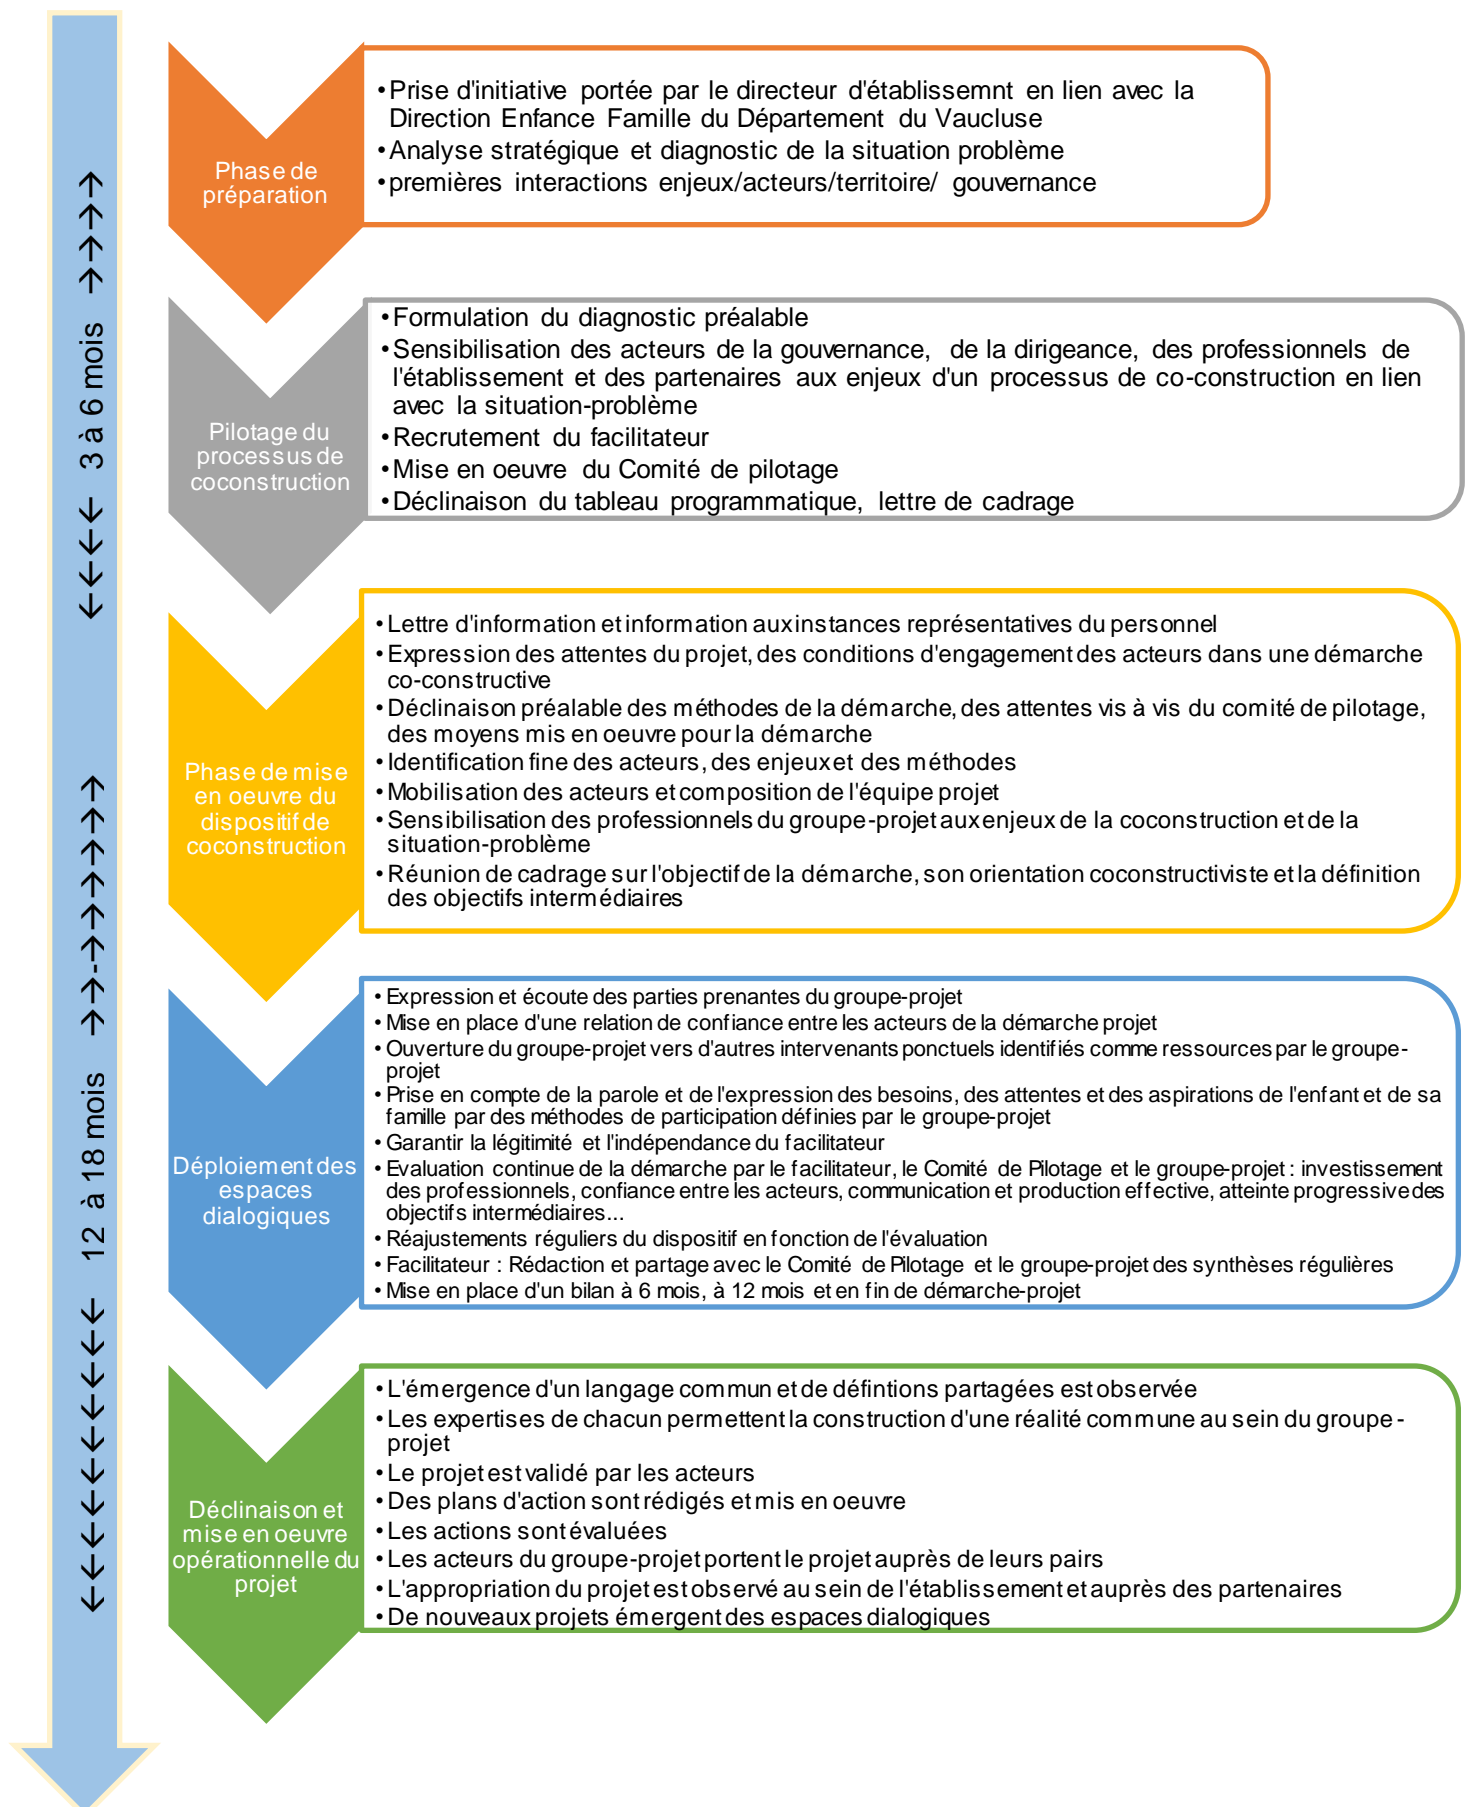 ← ← ← ← 3 à 6 mois → → → →
← ← ← ← ← ← ← ← ← ← 12 à 18 mois → →-→ → → → → →
Phase de
préparation
•Prise d'initiative portée par le directeur d'établissemnt en lien avec la
Direction Enfance Famille du Département du Vaucluse
•Analyse stratégique et diagnostic de la situation problème
•premières interactions enjeux/acteurs/territoire/ gouvernance
Pilotage du
processus de
coconstruction
•Formulation du diagnostic préalable
•Sensibilisation des acteurs de la gouvernance, de la dirigeance, des professionnels de
l'établissement et des partenaires aux enjeux d'un processus de co-construction en lien
avec la situation-problème
•Recrutement du facilitateur
•Mise en oeuvre du Comité de pilotage
•Déclinaison du tableau programmatique, lettre de cadrage
Phase de mise
en oeuvre du
dispositif de
coconstruction
•Lettre d'information et information aux instances représentatives du personnel
•Expression des attentes du projet, des conditions d'engagement des acteurs dans une démarche
co-constructive
•Déclinaison préalable des méthodes de la démarche, des attentes vis à vis du comité de pilotage,
des moyens mis en oeuvre pour la démarche
•Identification fine des acteurs, des enjeux et des méthodes
•Mobilisation des acteurs et composition de l'équipe projet
•Sensibilisation des professionnels du groupe-projet aux enjeux de la coconstruction et de la
situation-problème
•Réunion de cadrage sur l'objectif de la démarche, son orientation coconstructiviste et la définition
des objectifs intermédiaires
Déploiement des
espaces
dialogiques
•Expression et écoute des parties prenantes du groupe-projet
•Mise en place d'une relation de confiance entre les acteurs de la démarche projet
•Ouverture du groupe-projet vers d'autres intervenants ponctuels identifiés comme ressources par le groupe-
projet
•Prise en compte de la parole et de l'expression des besoins, des attentes et des aspirations de l'enfant et de sa
famille par des méthodes de participation définies par le groupe-projet
•Garantir la légitimité et l'indépendance du facilitateur
•Evaluation continue de la démarche par le facilitateur, le Comité de Pilotage et le groupe-projet : investissement
des professionnels, confiance entre les acteurs, communication et production effective, atteinte progressive des
objectifs intermédiaires...
•Réajustements réguliers du dispositif en fonction de l'évaluation
•Facilitateur : Rédaction et partage avec le Comité de Pilotage et le groupe-projet des synthèses régulières
•Mise en place d'un bilan à 6 mois, à 12 mois et en fin de démarche-projet
Déclinaison et
mise en oeuvre
opérationnelle du
projet
•L'émergence d'un langage commun et de défintions partagées est observée
•Les expertises de chacun permettent la construction d'une réalité commune au sein du groupe-
projet
•Le projet est validé par les acteurs
•Des plans d'action sont rédigés et mis en oeuvre
•Les actions sont évaluées
•Les acteurs du groupe-projet portent le projet auprès de leurs pairs
•L'appropriation du projet est observé au sein de l'établissement et auprès des partenaires
•De nouveaux projets émergent des espaces dialogiques